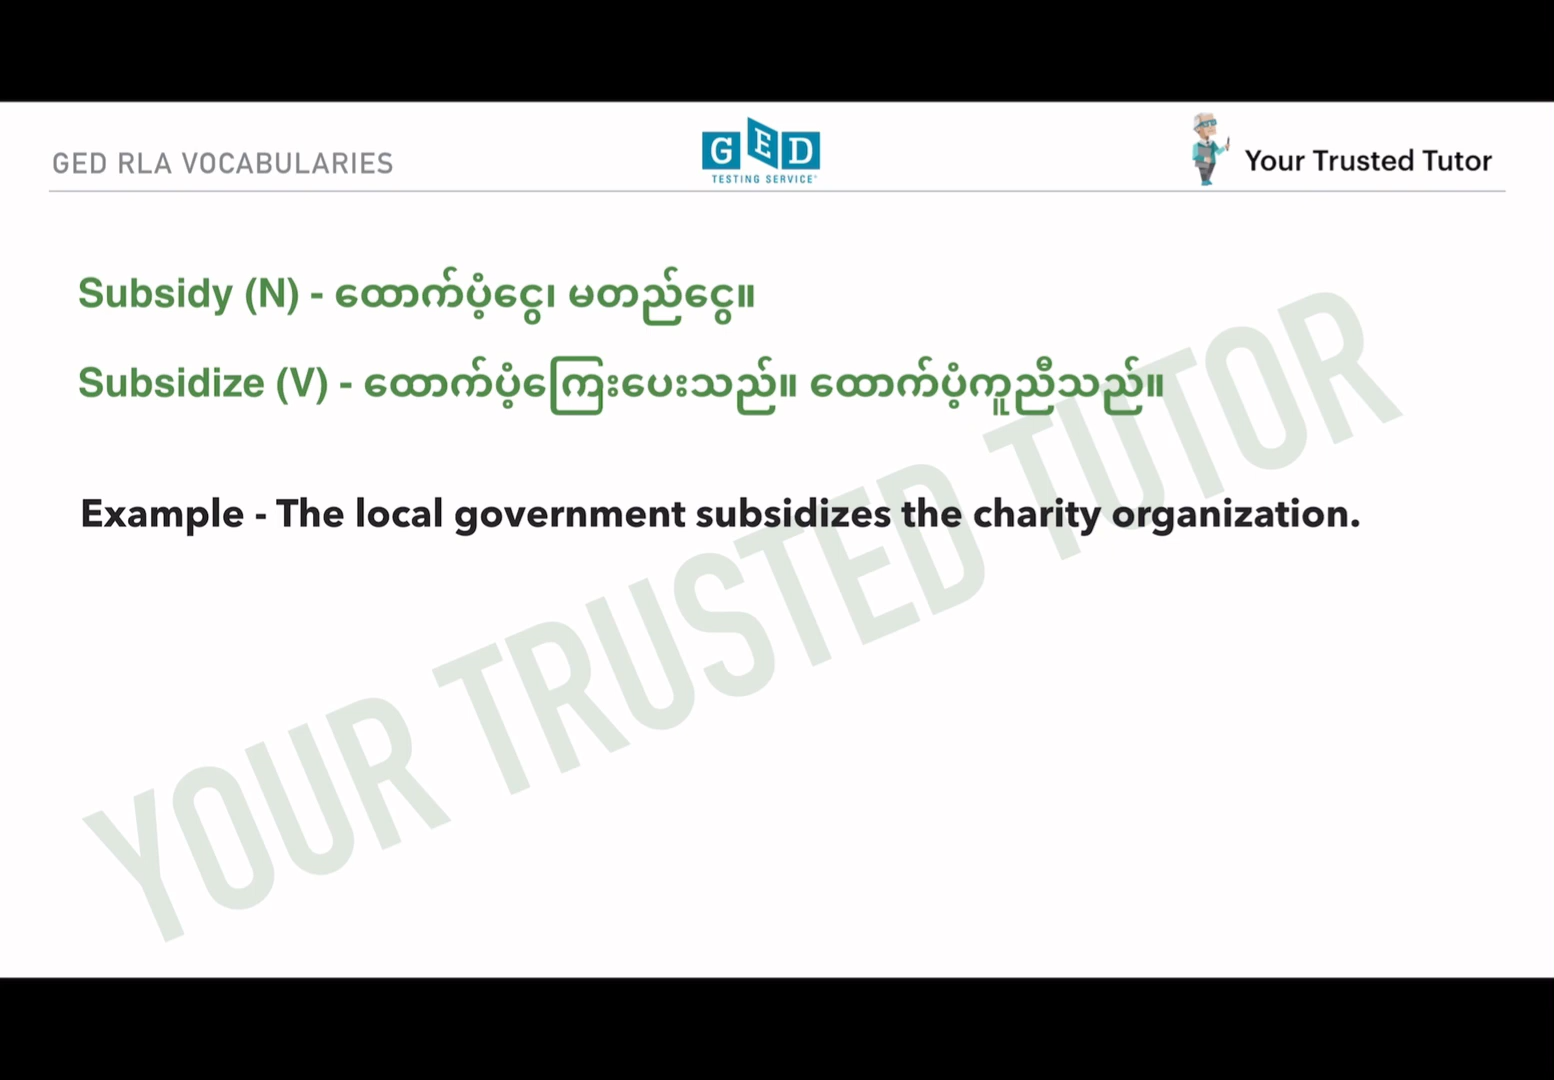 GED RLA VOCABULARIES
GED
TESTING SERVICE
Your Trusted Tutor
Subsidy (N) - ထောက်ပံ့ငွေ၊ မတည်ငွေ။
Subsidize (V) - ထောက်ပံ့ကြေးပေးသည်။ ထောက်ပံ့ကူညီသည်။
Example - The local government subsidizes the charity organization.
YOUR TRUSTED TUTOR